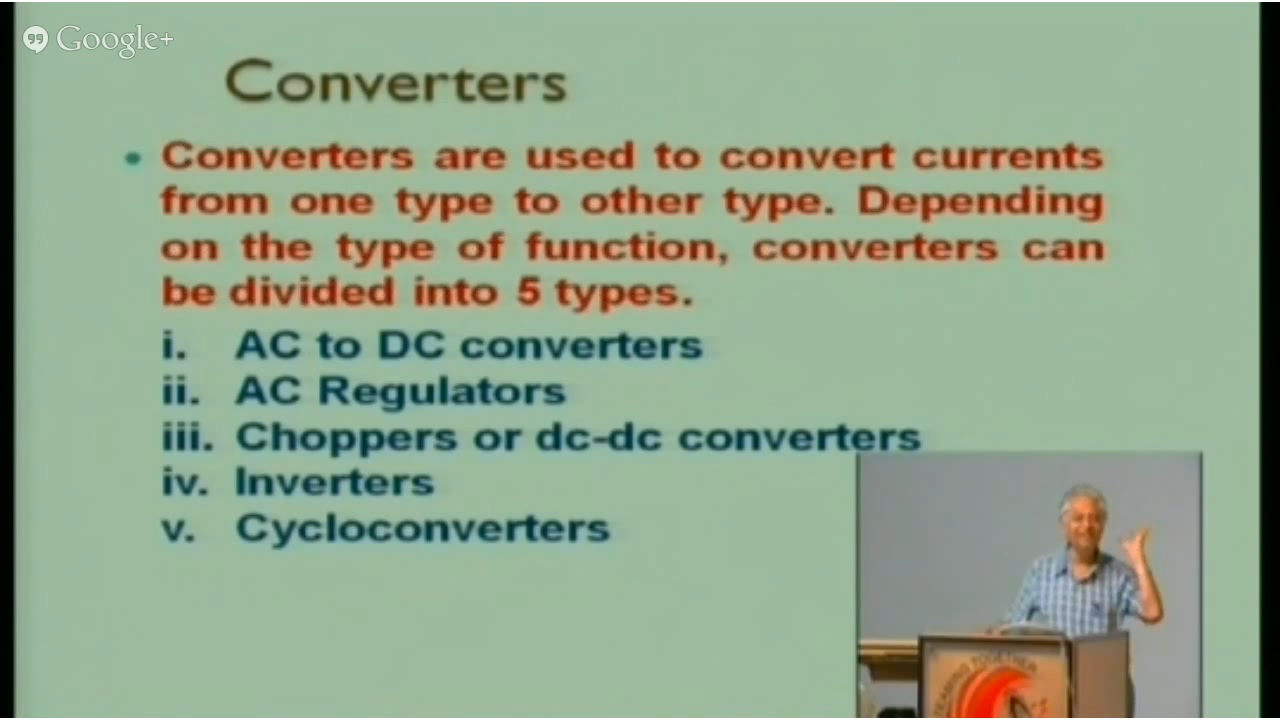 Google+
Converters
• Converters are used to convert currents
from one type to other type. Depending
on the type of function, converters can
be divided into 5 types.
i. AC to DC converters
ii. AC Regulators
iii. Choppers or dc-dc converters
iv. Inverters
v. Cycloconverters
TOGETHER